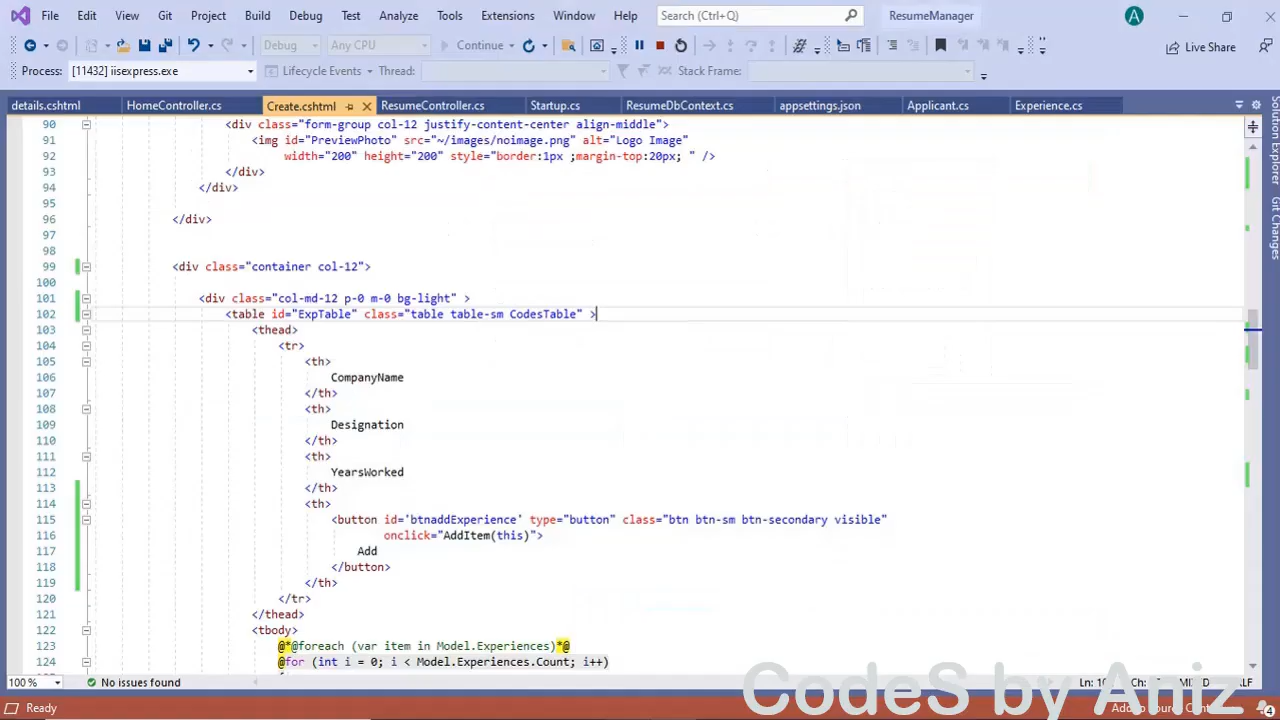 File Edit View Git Project Build Debug Test Analyze Tools Extensions Window Help Search (Ctrl+Q) ResumeManager A
Debug Any CPU Continue Live Share
Process: [11432] iisexpress.exe Lifecycle Events Thread: Stack Frame:
details.cshtml HomeController.cs Create.cshtml ResumeController.cs Startup.cs ResumeDbContext.cs appsettings.json Applicant.cs Experience.cs
90 <div class="form-group col-12 justify-content-center align-middle">
91 <img id="PreviewPhoto" src="~/images/noimage.png" alt="Logo Image"
92 width="200" height="200" style="border:1px ;margin-top:20px; " />
93 </div>
94 </div>
95
96 </div>
97
98
99 <div class="container col-12">
100
101 <div class="col-md-12 p-0 m-0 bg-light" >
102 <table id="ExpTable" class="table table-sm CodesTable" >
103 <thead>
104 <tr>
105 <th>
106 CompanyName
107 </th>
108 <th>
109 Designation
110 </th>
111 <th>
112 YearsWorked
113 </th>
114 <th>
115 <button id='btnaddExperience' type="button" class="btn btn-sm btn-secondary visible"
116 onclick="AddItem(this)">
117 Add
118 </button>
119 </th>
120 </tr>
121 </thead>
122 <tbody>
123 @*@foreach (var item in Model.Experiences)*@
124 @for (int i = 0; i < Model.Experiences.Count; i++)
Solution Explorer
Git Changes
100 % No issues found
CodeS by Aniz
Ready 4